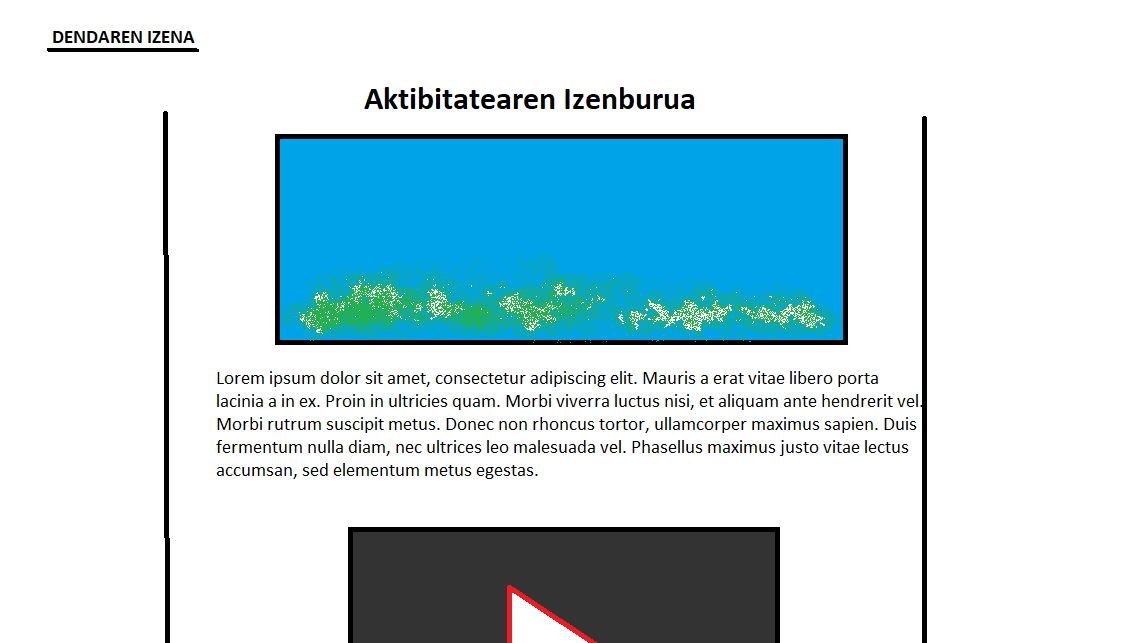 DENDAREN IZENA
Aktibitatearen Izenburua
Lorem ipsum dolor sit amet, consectetur adipiscing elit. Mauris a erat vitae libero porta
lacinia a in ex. Proin in ultricies quam. Morbi viverra luctus nisi, et aliquam ante hendrerit vel.
Morbi rutrum suscipit metus. Donec non rhoncus tortor, ullamcorper maximus sapien. Duis
fermentum nulla diam, nec ultrices leo malesuada vel. Phasellus maximus justo vitae lectus
accumsan, sed elementum metus egestas.